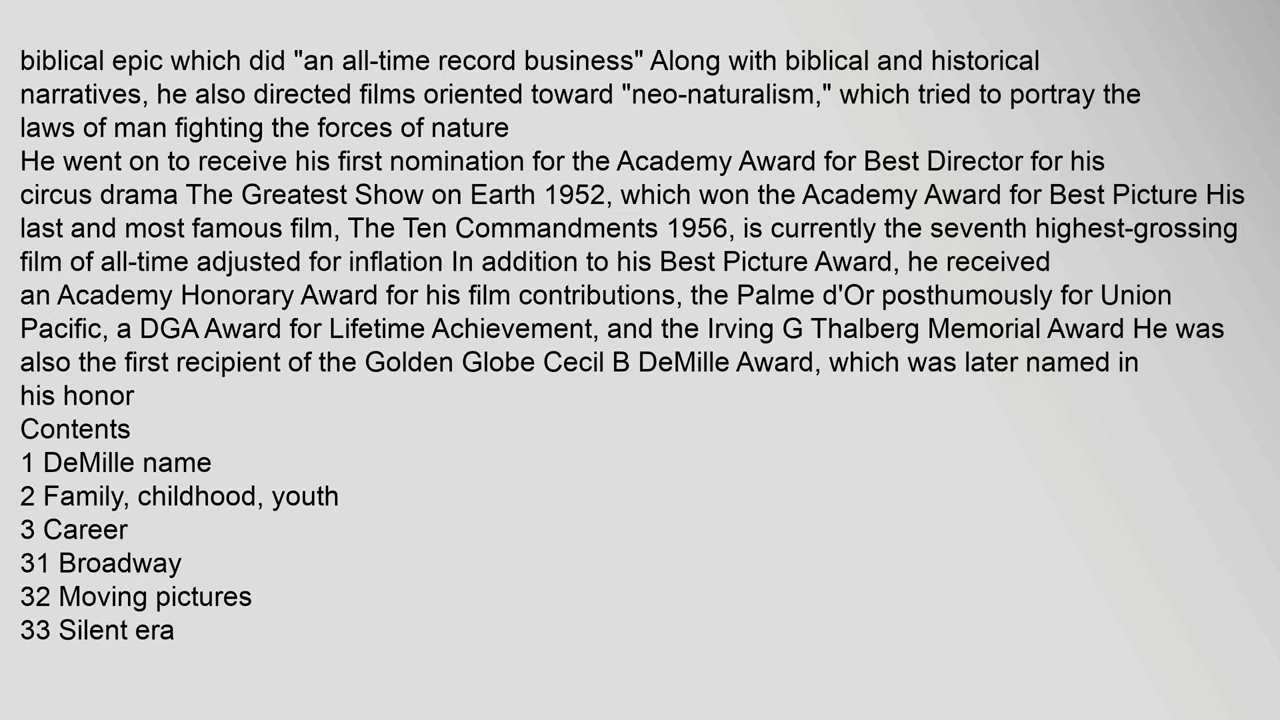 biblical epic which did "an all-time record business" Along with biblical and historical
narratives, he also directed films oriented toward "neo-naturalism," which tried to portray the
laws of man fighting the forces of nature
He went on to receive his first nomination for the Academy Award for Best Director for his
circus drama The Greatest Show on Earth 1952, which won the Academy Award for Best Picture His
last and most famous film, The Ten Commandments 1956, is currently the seventh highest-grossing
film of all-time adjusted for inflation In addition to his Best Picture Award, he received
an Academy Honorary Award for his film contributions, the Palme d'Or posthumously for Union
Pacific, a DGA Award for Lifetime Achievement, and the Irving G Thalberg Memorial Award He was
also the first recipient of the Golden Globe Cecil B DeMille Award, which was later named in
his honor
Contents
1 DeMille name
2 Family, childhood, youth
3 Career
31 Broadway
32 Moving pictures
33 Silent era